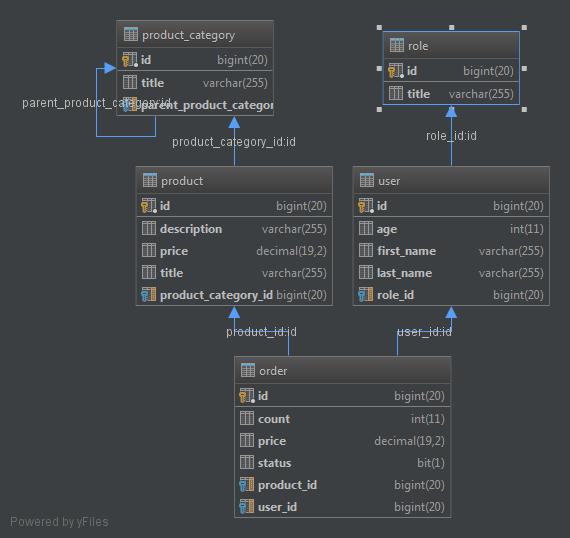 product_category
id bigint(20)
title varchar(255)
parent_product_categor
parent_product_category:id
role
id bigint(20)
title varchar(255)
product_category_id:id
role_id:id
product
id bigint(20)
description varchar(255)
price decimal(19,2)
title varchar(255)
product_category_id bigint(20)
user
id bigint(20)
age int(11)
first_name varchar(255)
last_name varchar(255)
role_id bigint(20)
product_id:id
user_id:id
order
id bigint(20)
count int(11)
price decimal(19,2)
status bit(1)
product_id bigint(20)
user_id bigint(20)
Powered by yFiles